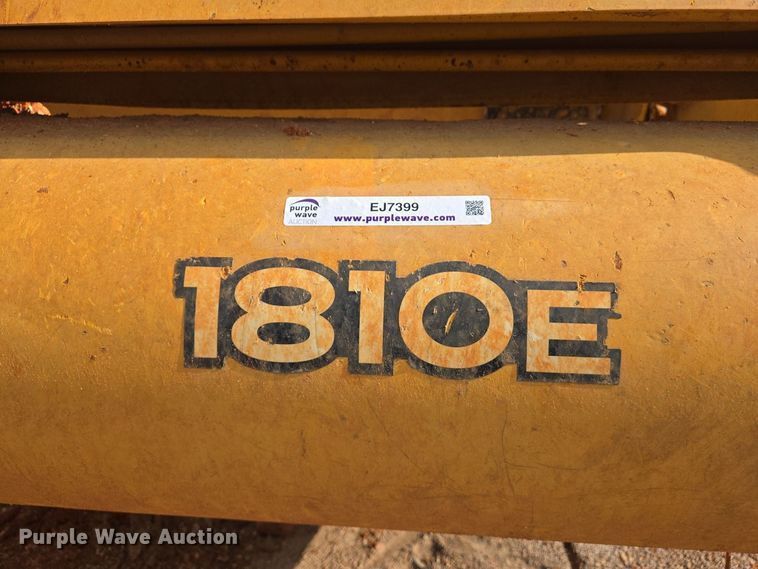 purple
wave
AUCTION
EJ7399
www.purplewave.com
1810E
Purple Wave Auction